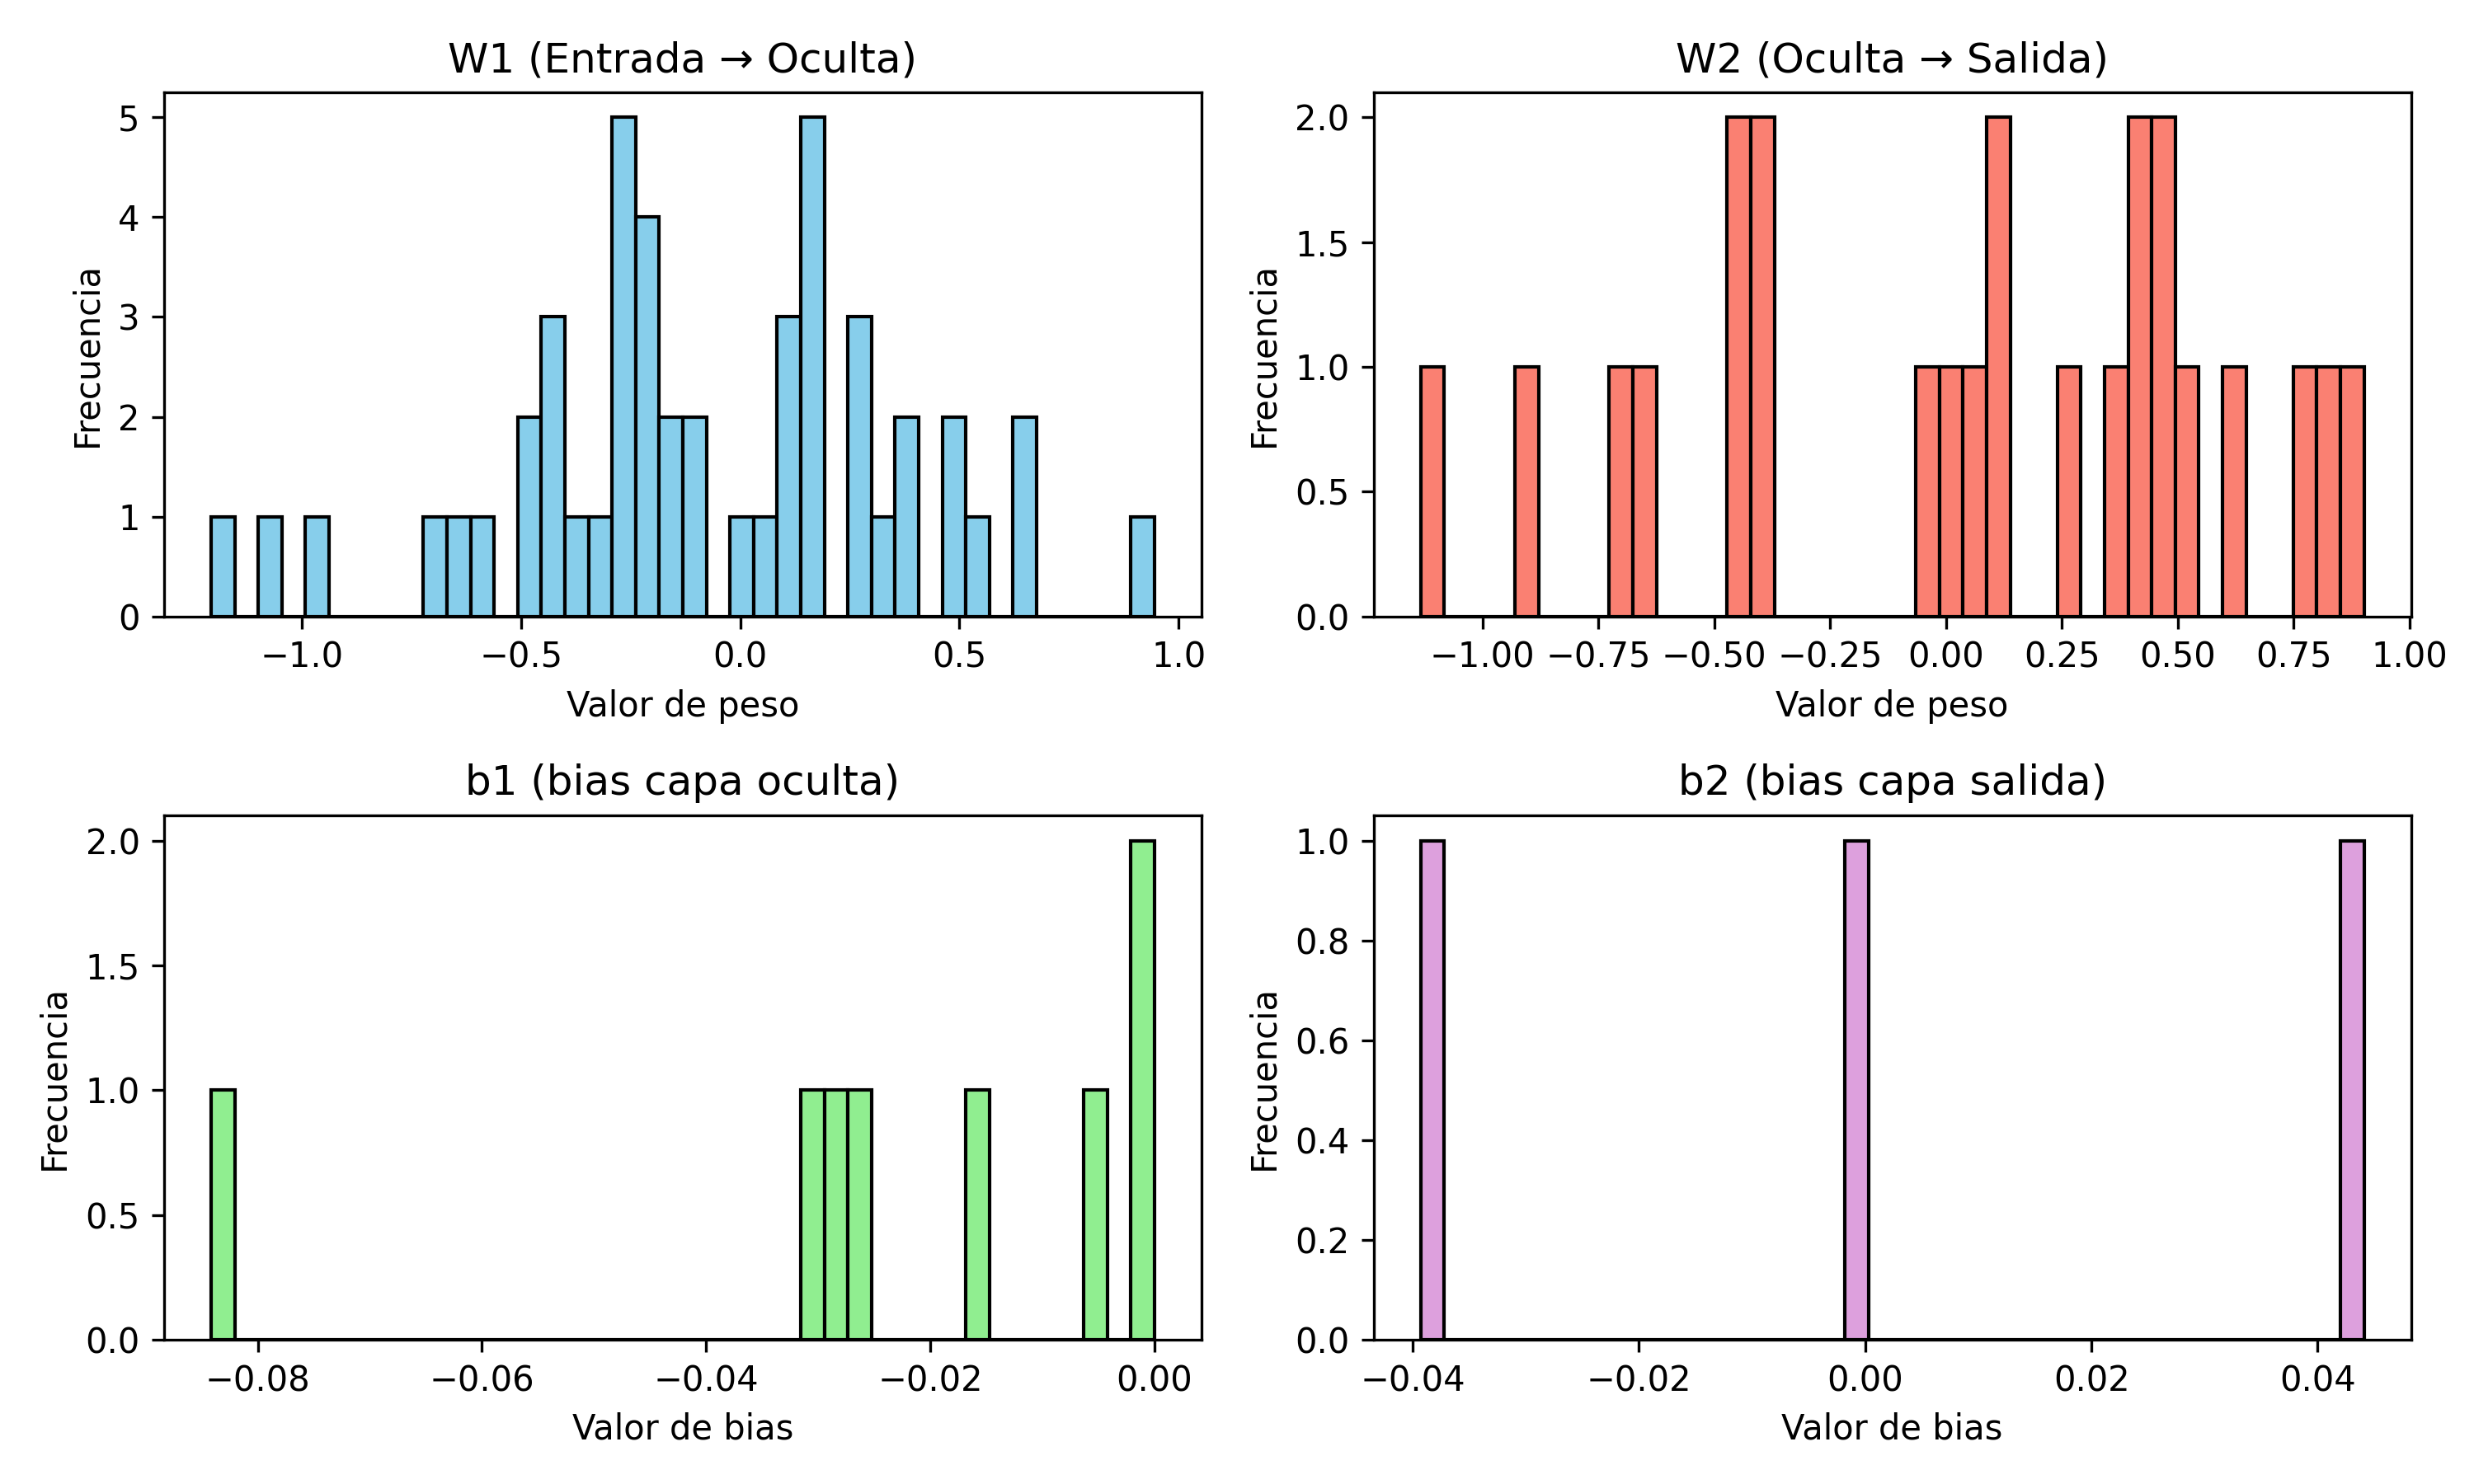 W1 (Entrada → Oculta)
Frecuencia
5
4
3
2
1
0
−1.0 −0.5 0.0 0.5 1.0
Valor de peso
W2 (Oculta → Salida)
Frecuencia
2.0
1.5
1.0
0.5
0.0
−1.00 −0.75 −0.50 −0.25 0.00 0.25 0.50 0.75 1.00
Valor de peso
b1 (bias capa oculta)
Frecuencia
2.0
1.5
1.0
0.5
0.0
−0.08 −0.06 −0.04 −0.02 0.00
Valor de bias
b2 (bias capa salida)
Frecuencia
1.0
0.8
0.6
0.4
0.2
0.0
−0.04 −0.02 0.00 0.02 0.04
Valor de bias